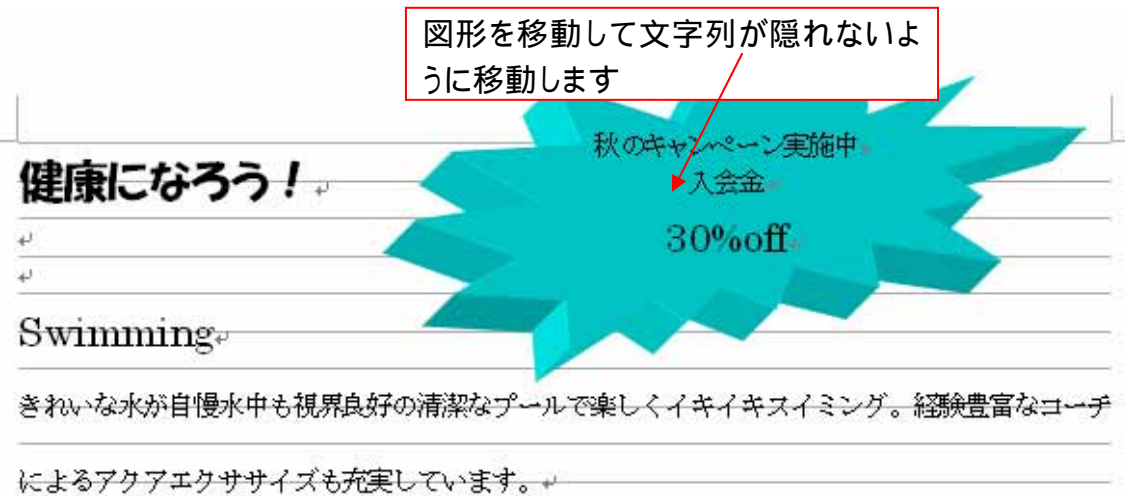 図形を移動して文字列が隠れないよ
うに移動します
秋のキャンペーン実施中
入会金
30%off
健康になろう！
Swimming
きれいな水が自慢水中も視界良好の清潔なプールで楽しくイキイキスイミング。経験豊富なコーチ
によるアクアエクササイズも充実しています。